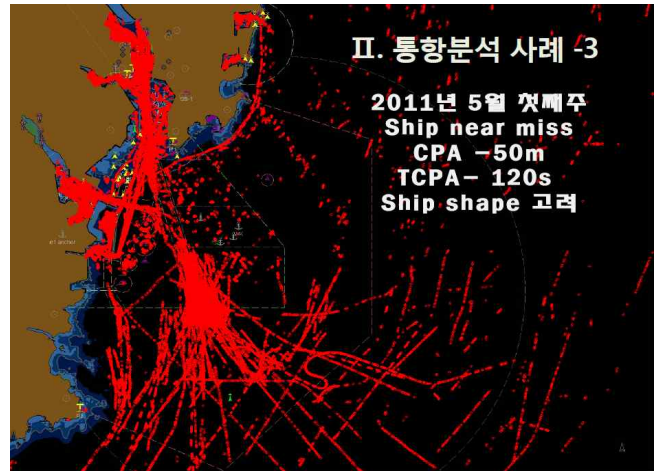 Ⅱ. 통항분석 사례 -3
2011년 5월 첫째주
Ship near miss
CPA -50m
TCPA- 120s
Ship shape 고려